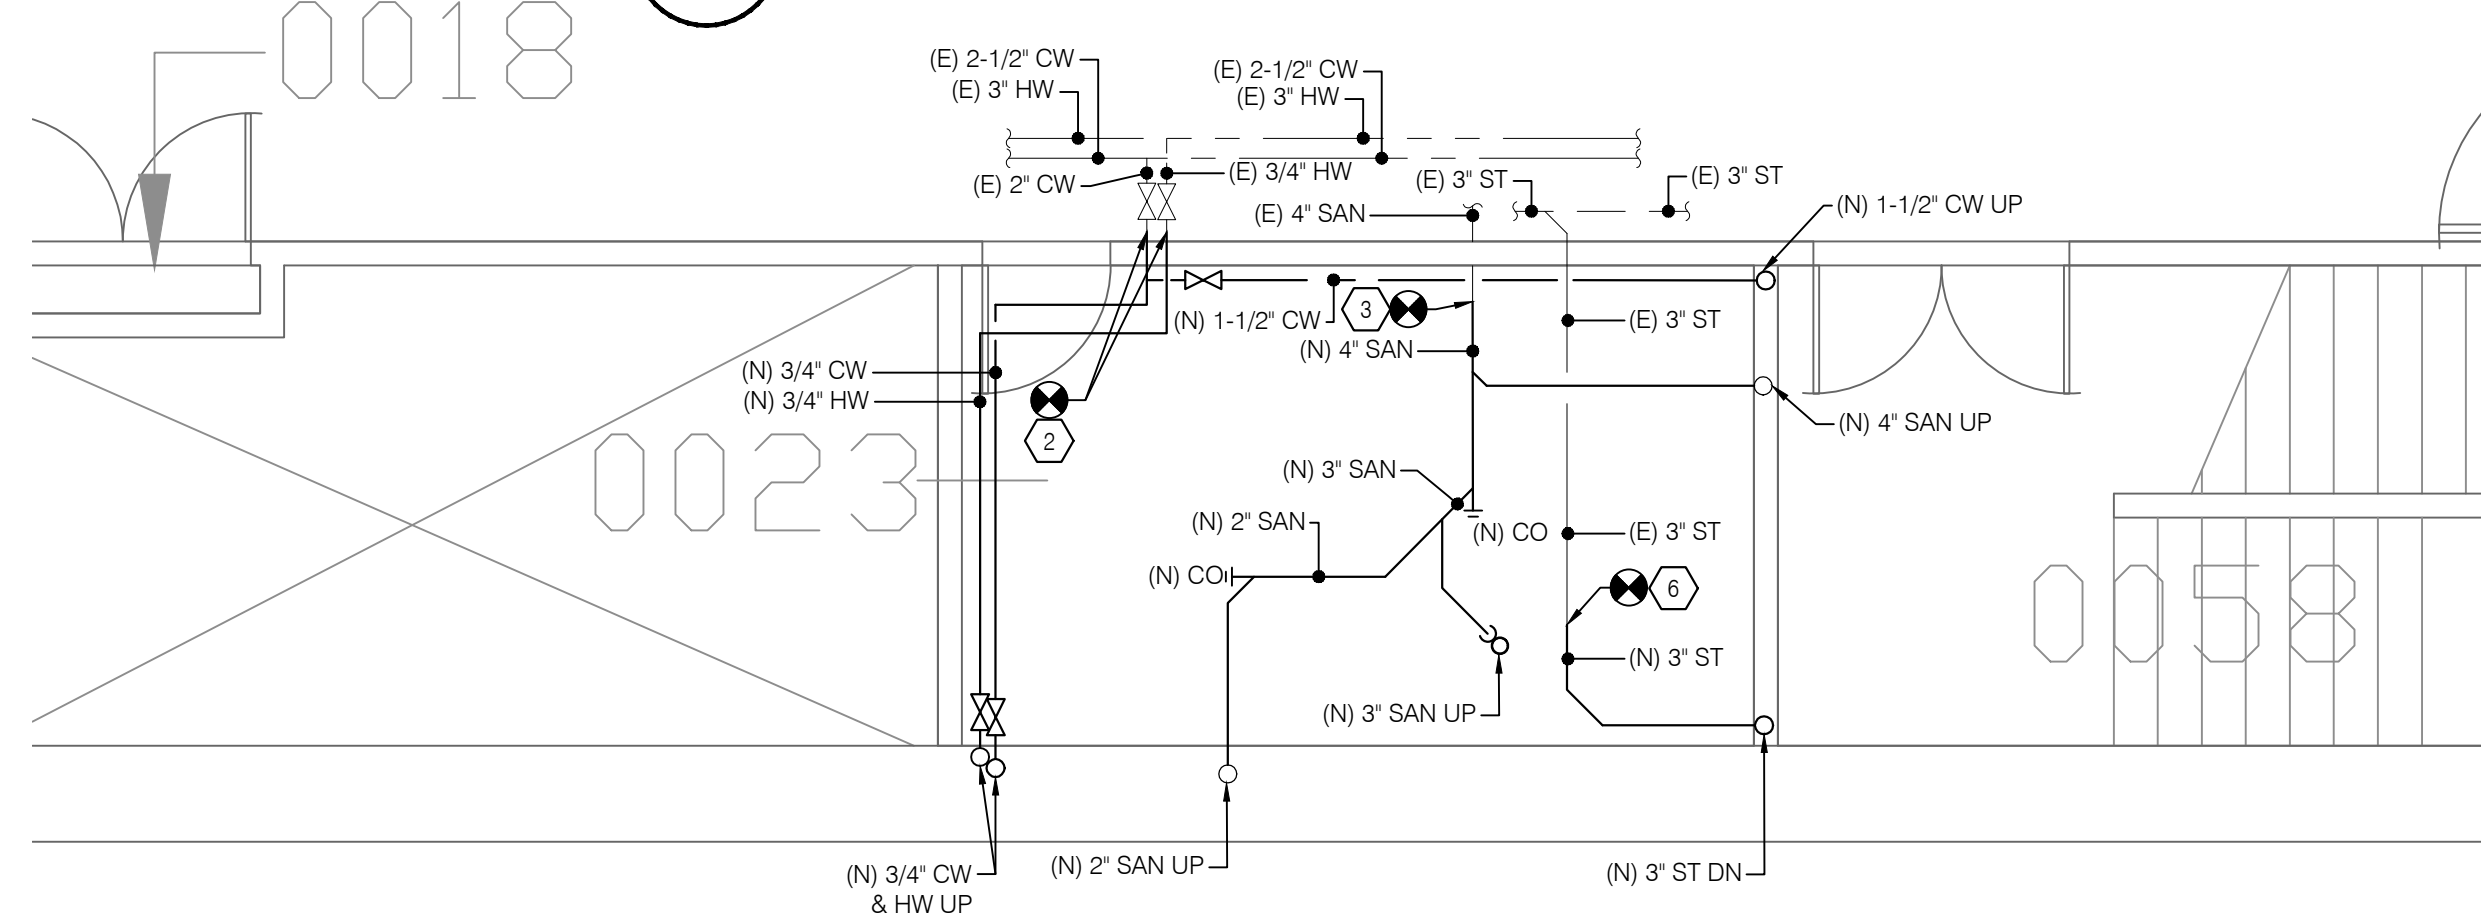 0018
(E) 2-1/2" CW
(E) 3" HW
(E) 2-1/2" CW
(E) 3" HW
(E) 2" CW
(E) 3/4" HW
(E) 3" ST
(E) 3" ST
(E) 4" SAN
(N) 1-1/2" CW UP
(N) 1-1/2" CW
3
(E) 3" ST
(N) 4" SAN
(N) 3/4" CW
(N) 3/4" HW
2
(N) 4" SAN UP
0023
(N) 3" SAN
(N) 2" SAN
(N) CO
(E) 3" ST
(N) CO
6
0058
(N) 3" ST
(N) 3" SAN UP
(N) 3/4" CW
& HW UP
(N) 2" SAN UP
(N) 3" ST DN